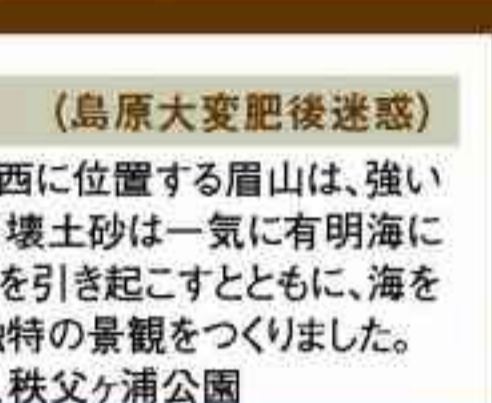 (島原大変肥後迷惑)
西に位置する眉山は、強い
壊土砂は一気に有明海に
を引き起こすとともに、海を
特の景観をつくりました。
秩父ヶ浦公園